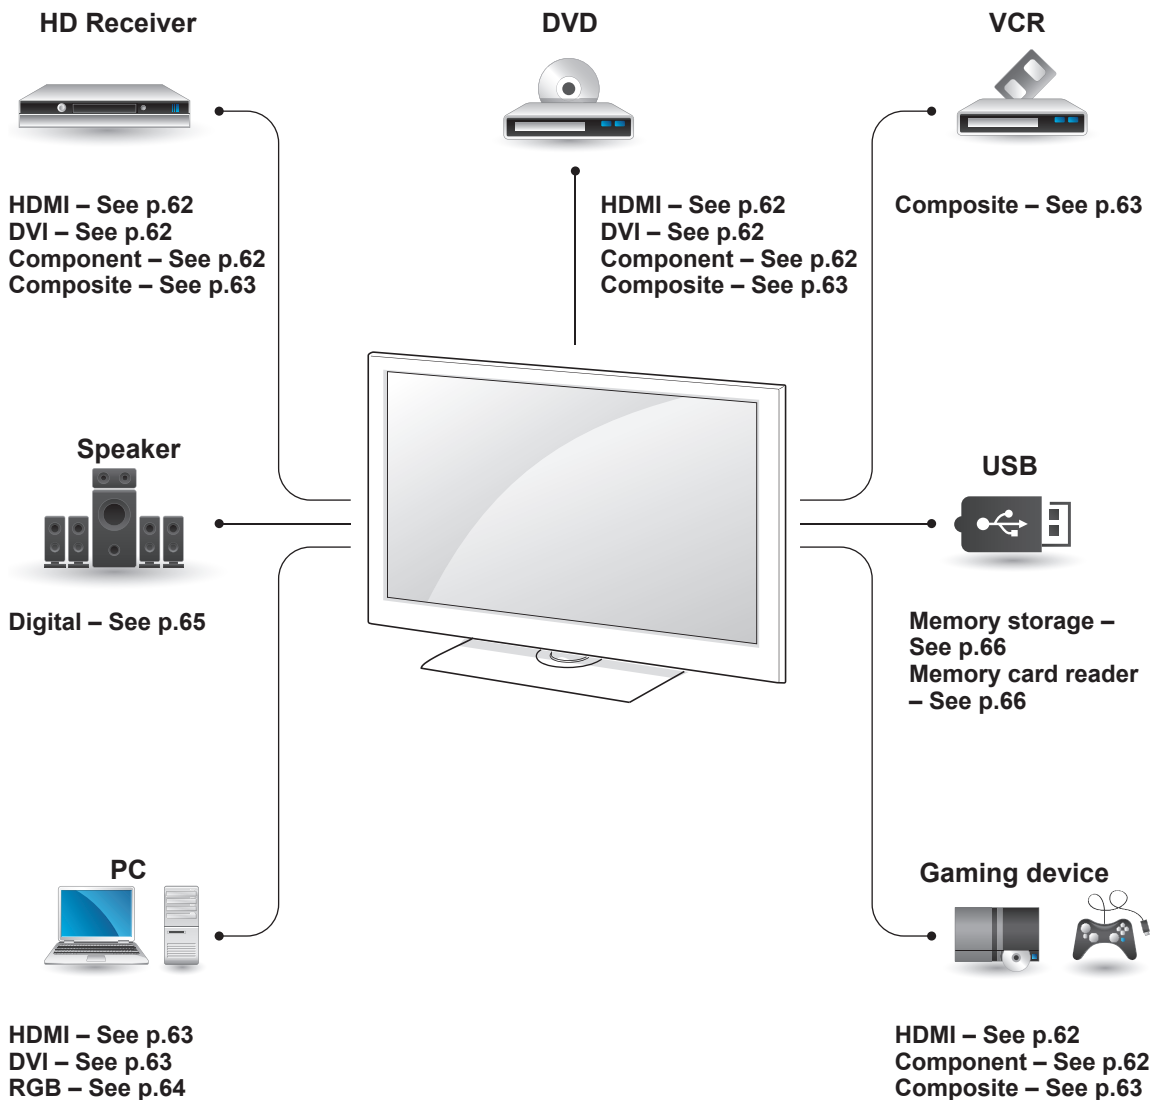 HD Receiver
HDMI – See p.62
DVI – See p.62
Component – See p.62
Composite – See p.63
DVD
HDMI – See p.62
DVI – See p.62
Component – See p.62
Composite – See p.63
VCR
Composite – See p.63
Speaker
Digital – See p.65
USB
Memory storage –
See p.66
Memory card reader
– See p.66
PC
HDMI – See p.63
DVI – See p.63
RGB – See p.64
Gaming device
HDMI – See p.62
Component – See p.62
Composite – See p.63